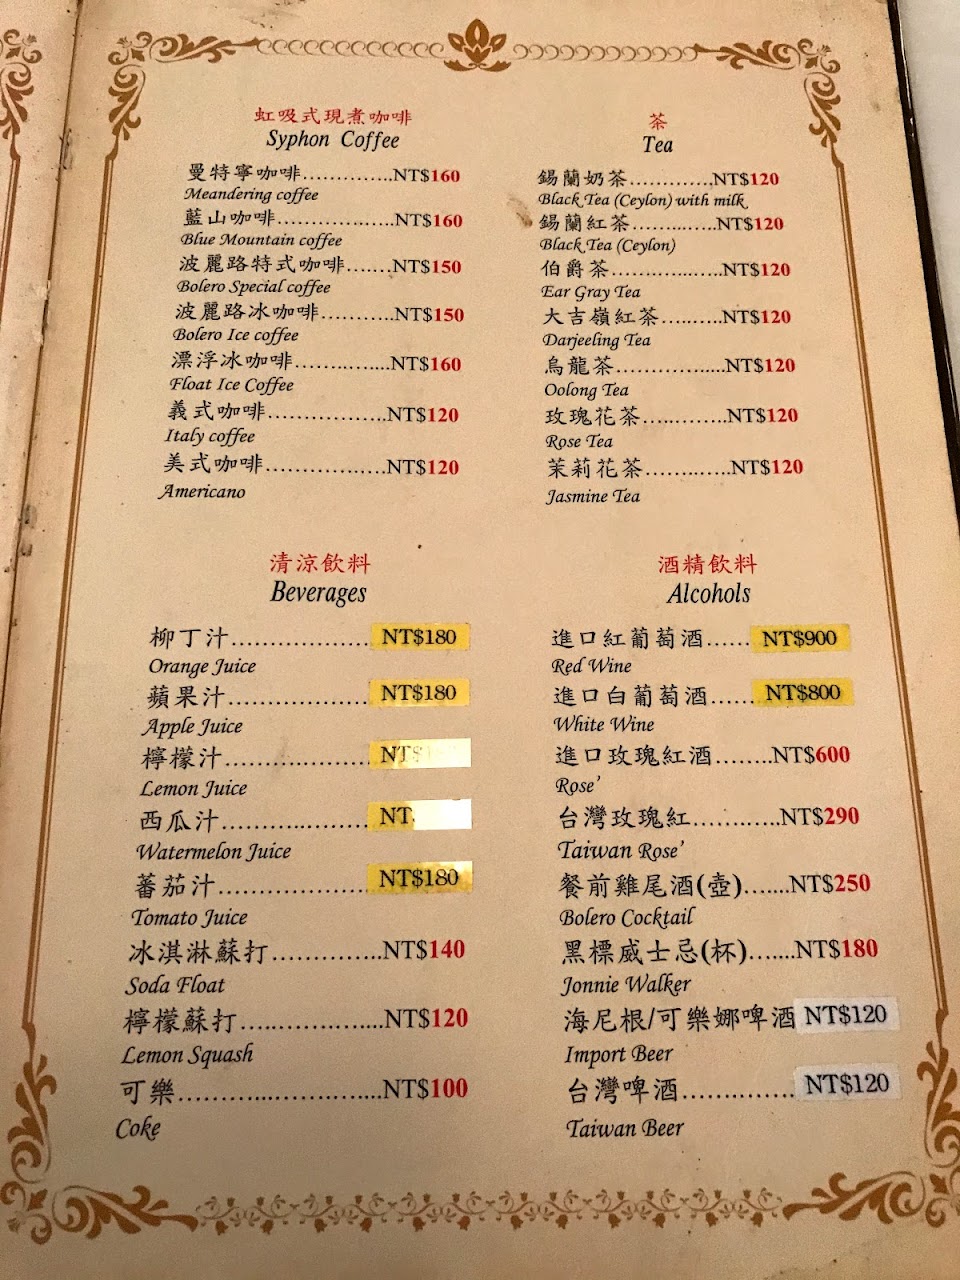 虹吸式現煮咖啡
Syphon Coffee
曼特寧咖啡..............NT$160
Meandering coffee
藍山咖啡..................NT$160
Blue Mountain coffee
波麗路特式咖啡.......NT$150
Bolero Special coffee
波麗路冰咖啡...........NT$150
Bolero Ice coffee
漂浮冰咖啡...............NT$160
Float Ice Coffee
義式咖啡..................NT$120
Italy coffee
美式咖啡..................NT$120
Americano
茶
Tea
錫蘭奶茶.............NT$120
Black Tea (Ceylon) with milk
錫蘭紅茶..............NT$120
Black Tea (Ceylon)
伯爵茶.................NT$120
Ear Gray Tea
大吉嶺紅茶.........NT$120
Darjeeling Tea
烏龍茶.................NT$120
Oolong Tea
玫瑰花茶.............NT$120
Rose Tea
茉莉花茶.............NT$120
Jasmine Tea
清涼飲料
Beverages
柳丁汁..................NT$180
Orange Juice
蘋果汁..................NT$180
Apple Juice
檸檬汁..................NT$
Lemon Juice
西瓜汁..................NT
Watermelon Juice
蕃茄汁..................NT$180
Tomato Juice
冰淇淋蘇打..............NT$140
Soda Float
檸檬蘇打..................NT$120
Lemon Squash
可樂..........................NT$100
Coke
酒精飲料
Alcohols
進口紅葡萄酒......NT$900
Red Wine
進口白葡萄酒......NT$800
White Wine
進口玫瑰紅酒........NT$600
Rose’
台灣玫瑰紅............NT$290
Taiwan Rose’
餐前雞尾酒(壺).......NT$250
Bolero Cocktail
黑標威士忌(杯).......NT$180
Jonnie Walker
海尼根/可樂娜啤酒 NT$120
Import Beer
台灣啤酒...............NT$120
Taiwan Beer